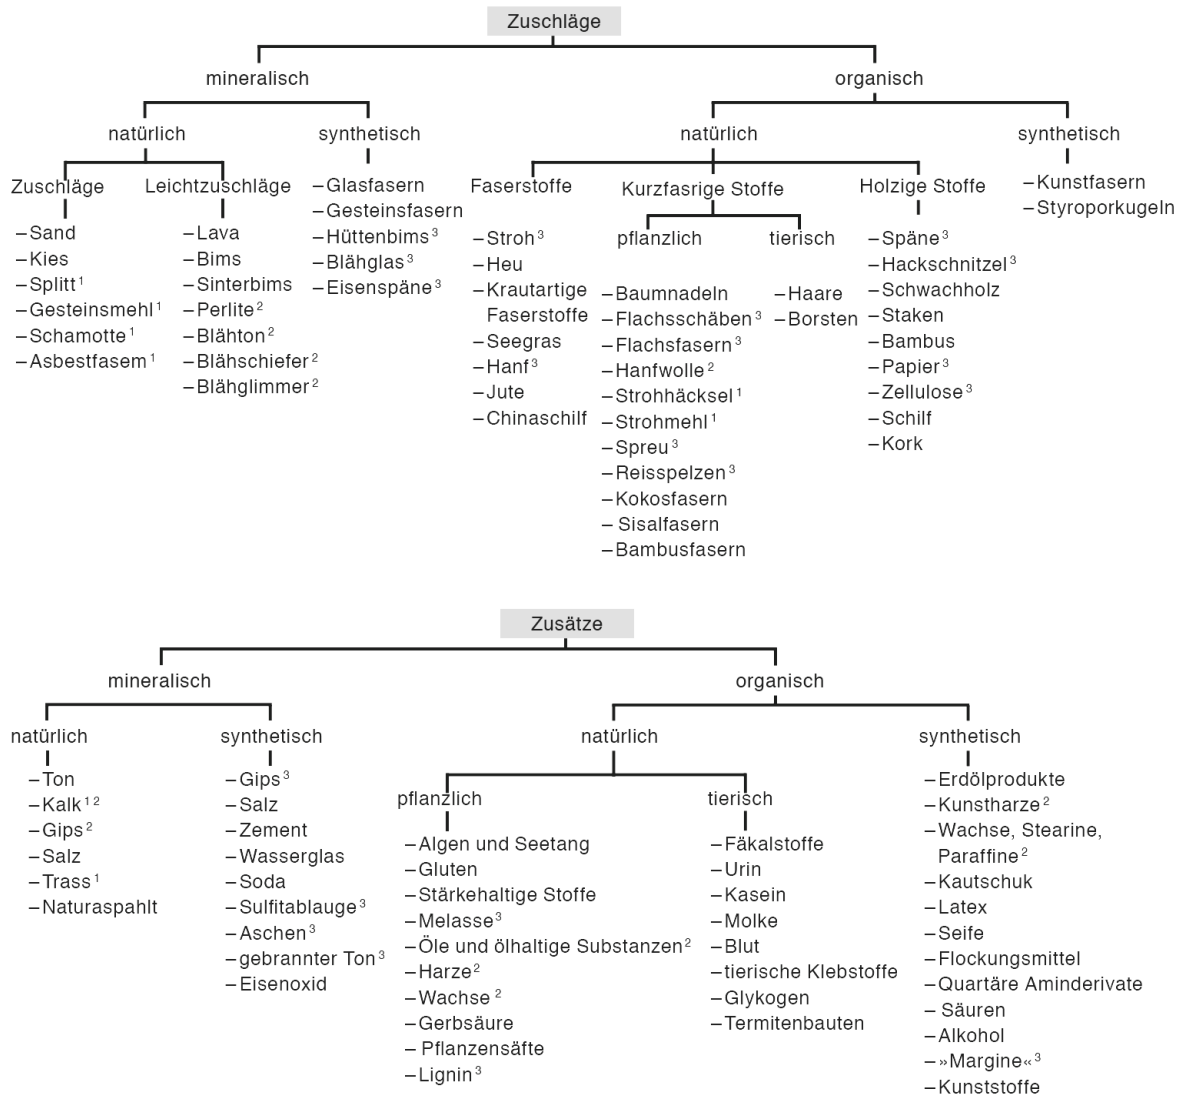 Zuschläge
mineralisch
organisch
natürlich
synthetisch
natürlich
synthetisch
Zuschläge
–Sand
–Kies
–Splitt¹
–Gesteinsmehl¹
–Schamotte¹
–Asbestfasem¹
Leichtzuschläge
–Lava
–Bims
–Sinterbims
–Perlite²
–Blähton²
–Blähschiefer²
–Blähglimmer²
–Glasfasern
–Gesteinsfasern
–Hüttenbims³
–Blähglas³
–Eisenspäne³
Faserstoffe
–Stroh³
–Heu
–Krautartige
Faserstoffe
–Seegras
–Hanf³
–Jute
–Chinaschilf
Kurzfasrige Stoffe
pflanzlich
–Baumnadeln
–Flachsschäben³
–Flachsfasern³
–Hanfwolle²
–Strohhäcksel¹
–Strohmehl¹
–Spreu³
–Reisspelzen³
–Kokosfasern
– Sisalfasern
–Bambusfasern
tierisch
–Haare
–Borsten
Holzige Stoffe
–Späne³
–Hackschnitzel³
–Schwachholz
–Staken
–Bambus
–Papier³
–Zellulose³
–Schilf
–Kork
–Kunstfasern
–Styroporkugeln
Zusätze
mineralisch
organisch
natürlich
synthetisch
natürlich
synthetisch
–Ton
–Kalk¹ ²
–Gips²
–Salz
–Trass¹
–Naturaspahlt
–Gips³
–Salz
–Zement
–Wasserglas
–Soda
–Sulfitablauge³
–Aschen³
–gebrannter Ton³
–Eisenoxid
pflanzlich
–Algen und Seetang
–Gluten
–Stärkehaltige Stoffe
–Melasse³
–Öle und ölhaltige Substanzen²
–Harze²
–Wachse ²
–Gerbsäure
– Pflanzensäfte
–Lignin³
tierisch
–Fäkalstoffe
–Urin
–Kasein
–Molke
–Blut
–tierische Klebstoffe
–Glykogen
–Termitenbauten
–Erdölprodukte
–Kunstharze²
–Wachse, Stearine,
Paraffine²
–Kautschuk
–Latex
–Seife
–Flockungsmittel
–Quartäre Aminderivate
– Säuren
–Alkohol
–»Margine«³
–Kunststoffe